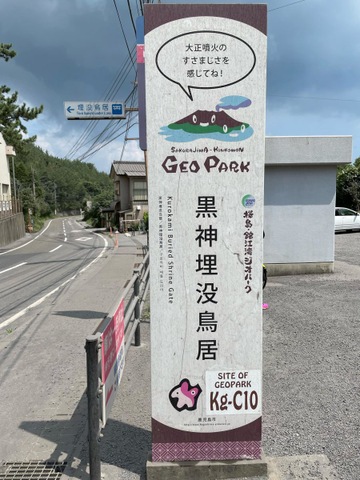 大正噴火の
すさまじさを
感じてね!
SAKURAJIMA-KINKOWAN
GEO PARK
黒神埋没鳥居
Kurokami Buried Shrine Gate
桜島・錦江湾ジオパーク
SITE OF
GEOPARK
Kg-C10
鹿児島市
埋没鳥居